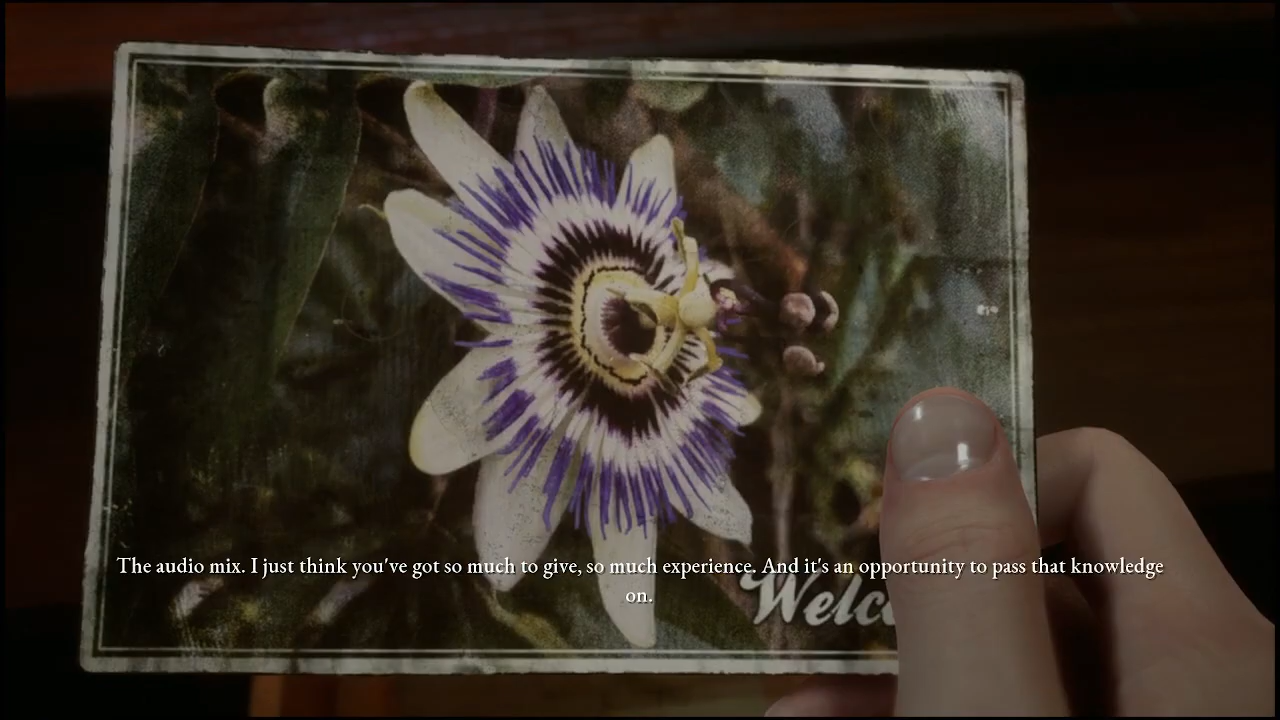 The audio mix. I just think you've got so much to give, so much experience. And it's an opportunity to pass that knowledge
on.